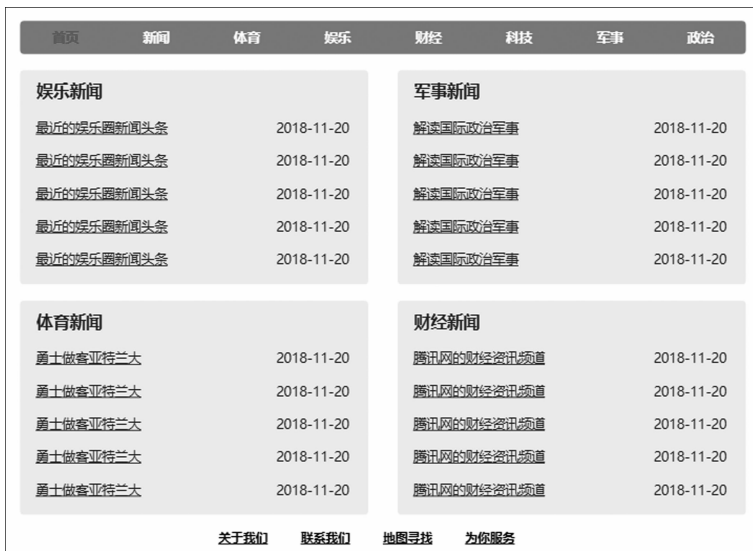 首页 新闻 体育 娱乐 财经 科技 军事 政治
娱乐新闻
最近的娱乐圈新闻头条 2018-11-20
最近的娱乐圈新闻头条 2018-11-20
最近的娱乐圈新闻头条 2018-11-20
最近的娱乐圈新闻头条 2018-11-20
最近的娱乐圈新闻头条 2018-11-20
军事新闻
解读国际政治军事 2018-11-20
解读国际政治军事 2018-11-20
解读国际政治军事 2018-11-20
解读国际政治军事 2018-11-20
解读国际政治军事 2018-11-20
体育新闻
勇士做客亚特兰大 2018-11-20
勇士做客亚特兰大 2018-11-20
勇士做客亚特兰大 2018-11-20
勇士做客亚特兰大 2018-11-20
勇士做客亚特兰大 2018-11-20
财经新闻
腾讯网的财经资讯频道 2018-11-20
腾讯网的财经资讯频道 2018-11-20
腾讯网的财经资讯频道 2018-11-20
腾讯网的财经资讯频道 2018-11-20
腾讯网的财经资讯频道 2018-11-20
关于我们 联系我们 地图寻找 为你服务